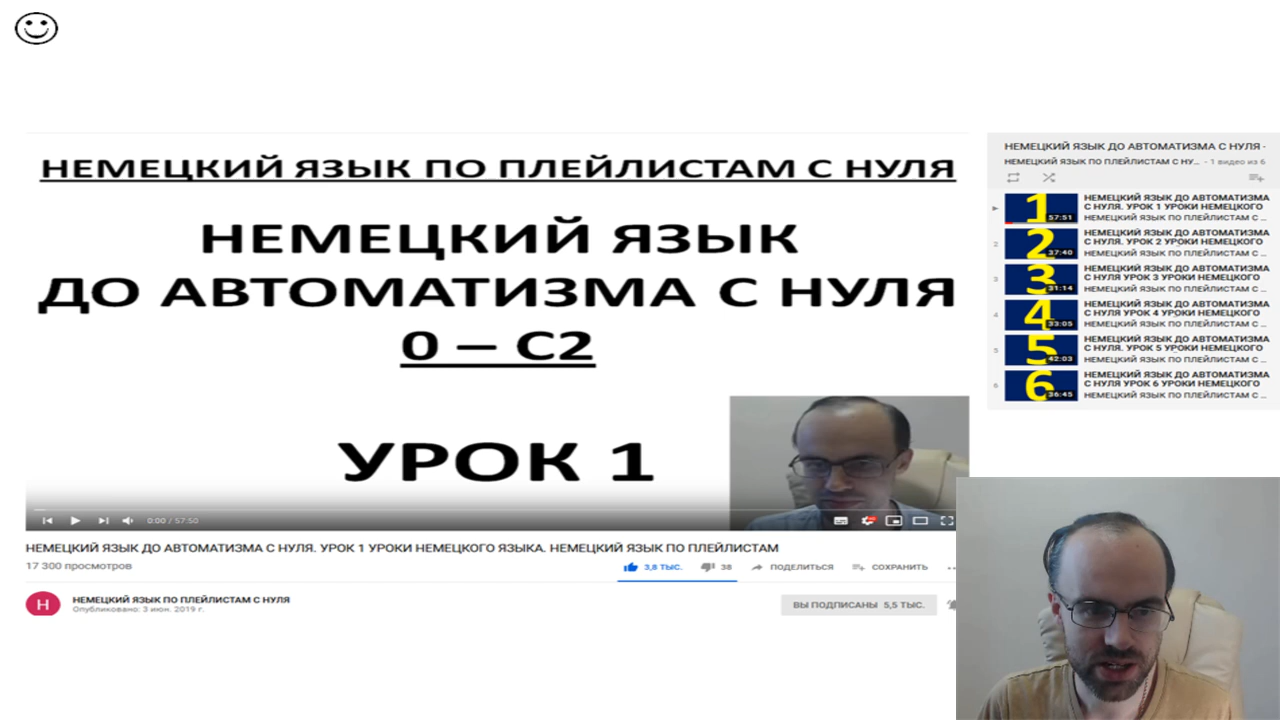 НЕМЕЦКИЙ ЯЗЫК ПО ПЛЕЙЛИСТАМ С НУЛЯ
НЕМЕЦКИЙ ЯЗЫК
ДО АВТОМАТИЗМА С НУЛЯ
0 – C2
УРОК 1
0:00 / 57:50
НЕМЕЦКИЙ ЯЗЫК ДО АВТОМАТИЗМА С НУЛЯ. УРОК 1 УРОКИ НЕМЕЦКОГО ЯЗЫКА. НЕМЕЦКИЙ ЯЗЫК ПО ПЛЕЙЛИСТАМ
17 300 просмотров
3,8 ТЫС. 38 ПОДЕЛИТЬСЯ СОХРАНИТЬ
Н
НЕМЕЦКИЙ ЯЗЫК ПО ПЛЕЙЛИСТАМ С НУЛЯ
Опубликовано: 3 июн. 2019 г.
ВЫ ПОДПИСАНЫ 5,5 ТЫС.
НЕМЕЦКИЙ ЯЗЫК ДО АВТОМАТИЗМА С НУЛЯ -
НЕМЕЦКИЙ ЯЗЫК ПО ПЛЕЙЛИСТАМ С НУ... - 1 видео из 6
1 57:51
НЕМЕЦКИЙ ЯЗЫК ДО АВТОМАТИЗМА
С НУЛЯ. УРОК 1 УРОКИ НЕМЕЦКОГО
НЕМЕЦКИЙ ЯЗЫК ПО ПЛЕЙЛИСТАМ С ...
2 2 37:40
НЕМЕЦКИЙ ЯЗЫК ДО АВТОМАТИЗМА
С НУЛЯ. УРОК 2 УРОКИ НЕМЕЦКОГО
НЕМЕЦКИЙ ЯЗЫК ПО ПЛЕЙЛИСТАМ С ...
3 3 31:14
НЕМЕЦКИЙ ЯЗЫК ДО АВТОМАТИЗМА
С НУЛЯ УРОК 3 УРОКИ НЕМЕЦКОГО
НЕМЕЦКИЙ ЯЗЫК ПО ПЛЕЙЛИСТАМ С ...
4 4 33:05
НЕМЕЦКИЙ ЯЗЫК ДО АВТОМАТИЗМА
С НУЛЯ УРОК 4 УРОКИ НЕМЕЦКОГО
НЕМЕЦКИЙ ЯЗЫК ПО ПЛЕЙЛИСТАМ С ...
5 5 42:03
НЕМЕЦКИЙ ЯЗЫК ДО АВТОМАТИЗМА
С НУЛЯ. УРОК 5 УРОКИ НЕМЕЦКОГО
НЕМЕЦКИЙ ЯЗЫК ПО ПЛЕЙЛИСТАМ С ...
6 6 36:45
НЕМЕЦКИЙ ЯЗЫК ДО АВТОМАТИЗМА
С НУЛЯ УРОК 6 УРОКИ НЕМЕЦКОГО
НЕМЕЦКИЙ ЯЗЫК ПО ПЛЕЙЛИСТАМ С ...